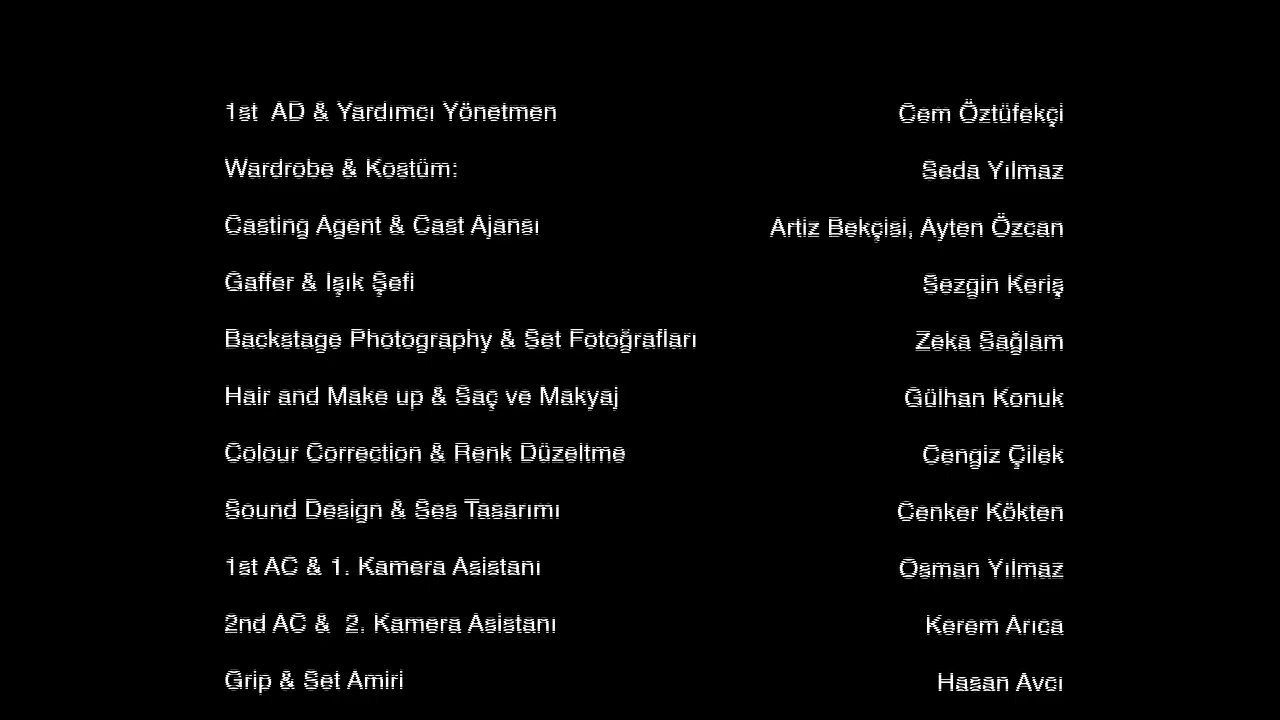 1st  AD & Yardımcı Yönetmen Cem Öztüfekçi
Wardrobe & Kostüm: Seda Yılmaz
Casting Agent & Cast Ajansı Artiz Bekçisi, Ayten Özcan
Gaffer & Işık Şefi Sezgin Keriş
Backstage Photography & Set Fotoğrafları Zeka Sağlam
Hair and Make up & Saç ve Makyaj Gülhan Konuk
Colour Correction & Renk Düzeltme Cengiz Çilek
Sound Design & Ses Tasarımı Cenker Kökten
1st AC & 1. Kamera Asistanı Osman Yılmaz
2nd AC &  2. Kamera Asistanı Kerem Arıca
Grip & Set Amiri Hasan Avcı